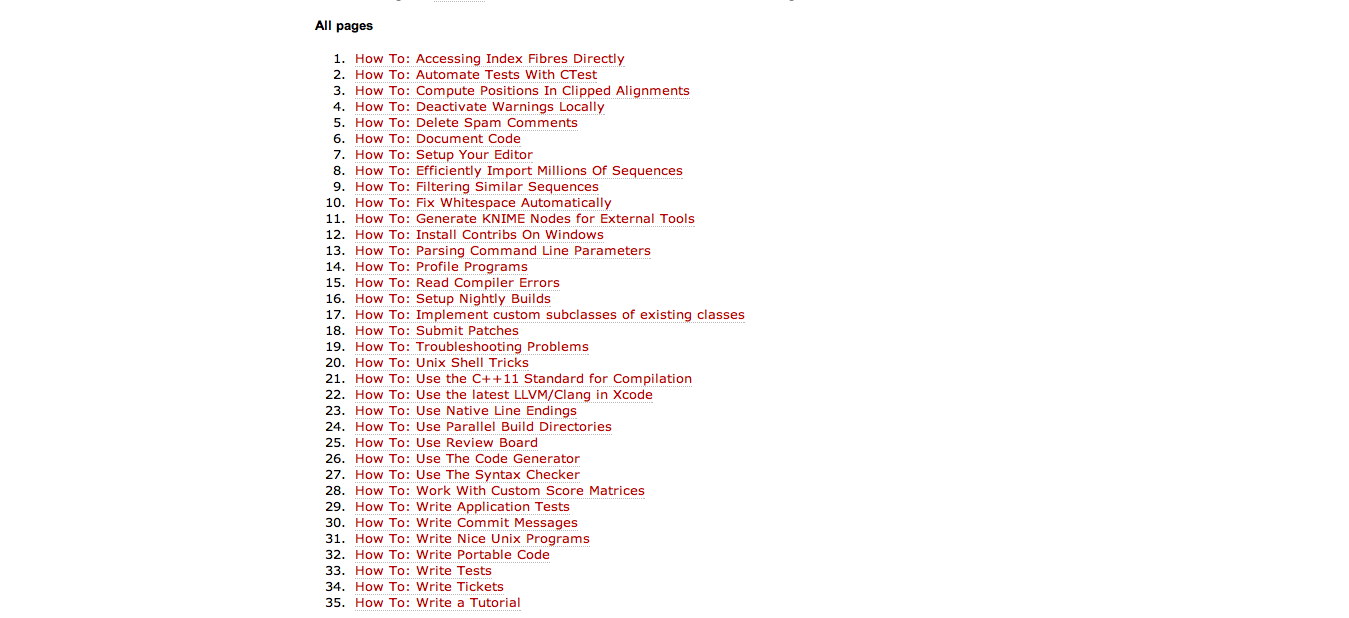 All pages
1. How To: Accessing Index Fibres Directly
2. How To: Automate Tests With CTest
3. How To: Compute Positions In Clipped Alignments
4. How To: Deactivate Warnings Locally
5. How To: Delete Spam Comments
6. How To: Document Code
7. How To: Setup Your Editor
8. How To: Efficiently Import Millions Of Sequences
9. How To: Filtering Similar Sequences
10. How To: Fix Whitespace Automatically
11. How To: Generate KNIME Nodes for External Tools
12. How To: Install Contribs On Windows
13. How To: Parsing Command Line Parameters
14. How To: Profile Programs
15. How To: Read Compiler Errors
16. How To: Setup Nightly Builds
17. How To: Implement custom subclasses of existing classes
18. How To: Submit Patches
19. How To: Troubleshooting Problems
20. How To: Unix Shell Tricks
21. How To: Use the C++11 Standard for Compilation
22. How To: Use the latest LLVM/Clang in Xcode
23. How To: Use Native Line Endings
24. How To: Use Parallel Build Directories
25. How To: Use Review Board
26. How To: Use The Code Generator
27. How To: Use The Syntax Checker
28. How To: Work With Custom Score Matrices
29. How To: Write Application Tests
30. How To: Write Commit Messages
31. How To: Write Nice Unix Programs
32. How To: Write Portable Code
33. How To: Write Tests
34. How To: Write Tickets
35. How To: Write a Tutorial